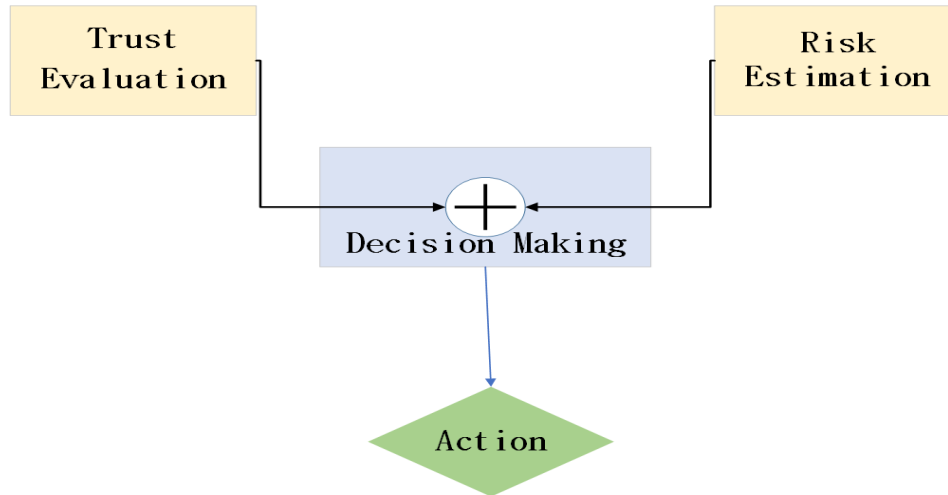 Trust
Evaluation
Risk
Estimation
Decision Making
Action